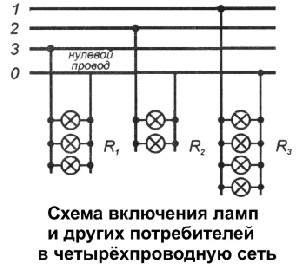 1
2
3
нулевой
провод
0
R1
R2
R3
Схема включения ламп
и других потребителей
в четырёхпроводную сеть